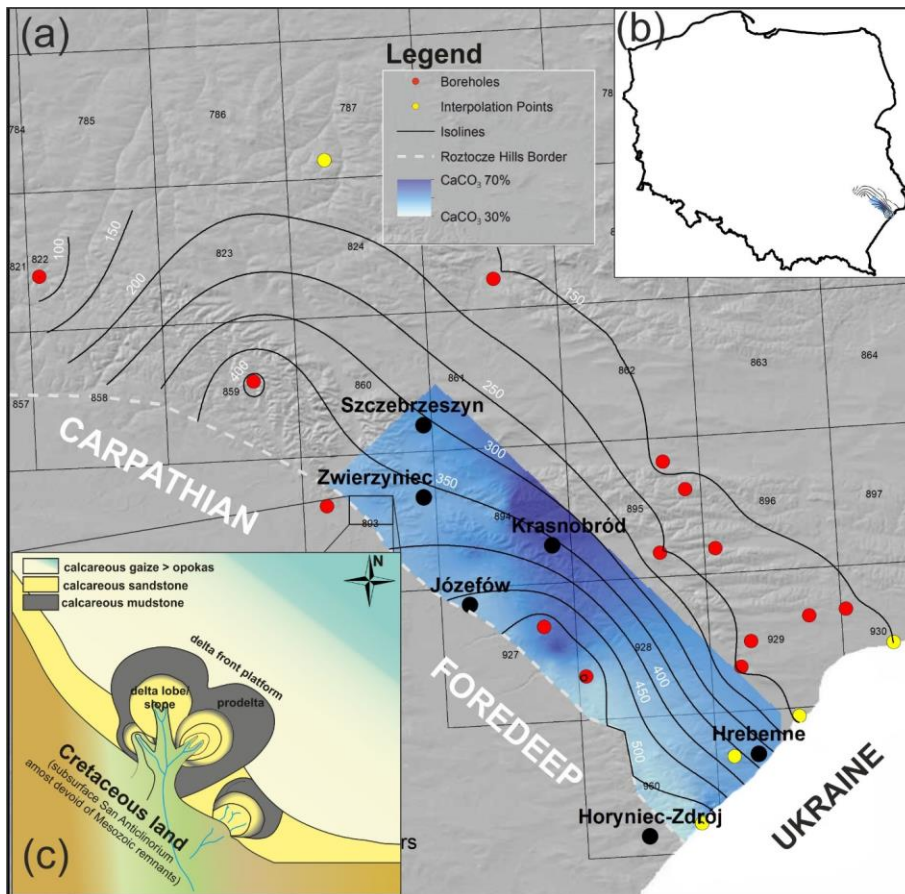 (a)
(b)
Legend
Boreholes
Interpolation Points
Isolines
Roztocze Hills Border
CaCO₃ 70%
CaCO₃ 30%
784
785
786
787
78
821
822
823
824
100
150
200
150
857
858
859
860
861
862
863
864
400
250
300
350
Szczebrzeszyn
Zwierzyniec
893
894
895
896
897
Krasnobród
Józefów
CARPATHIAN
FOREDEEP
927
928
929
930
400
450
500
960
Hrebenne
Horyniec-Zdrój
UKRAINE
calcareous gaize > opokas
calcareous sandstone
calcareous mudstone
N
delta front platform
delta lobe/
slope
prodelta
Cretaceous land
(subsurface San Anticlinorium
amost devoid of Mesozoic
remnants)
(c)
rs